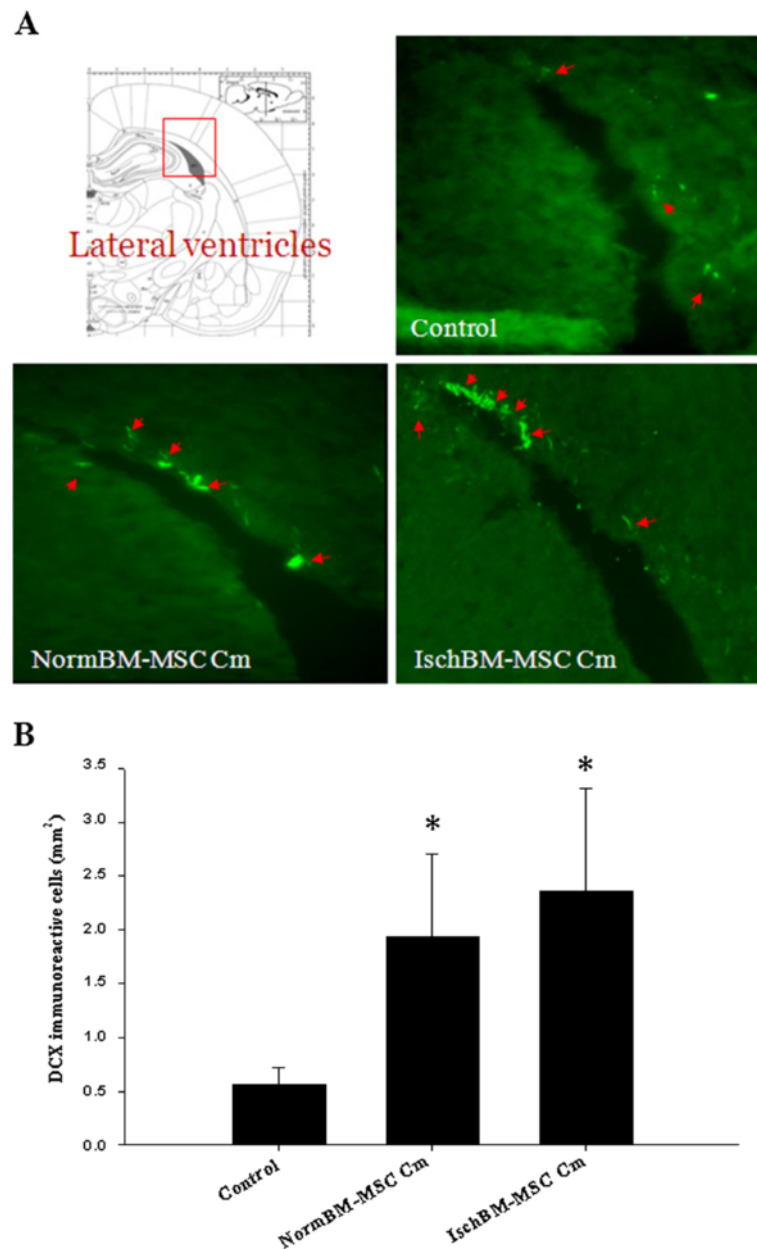 A
Lateral ventricles
Control
NormBM-MSC Cm
IschBM-MSC Cm
B
DCX immunoreactive cells (mm²)
3.5
3.0
2.5
2.0
1.5
1.0
0.5
0.0
*
*
Control
NormBM-MSC Cm
IschBM-MSC Cm